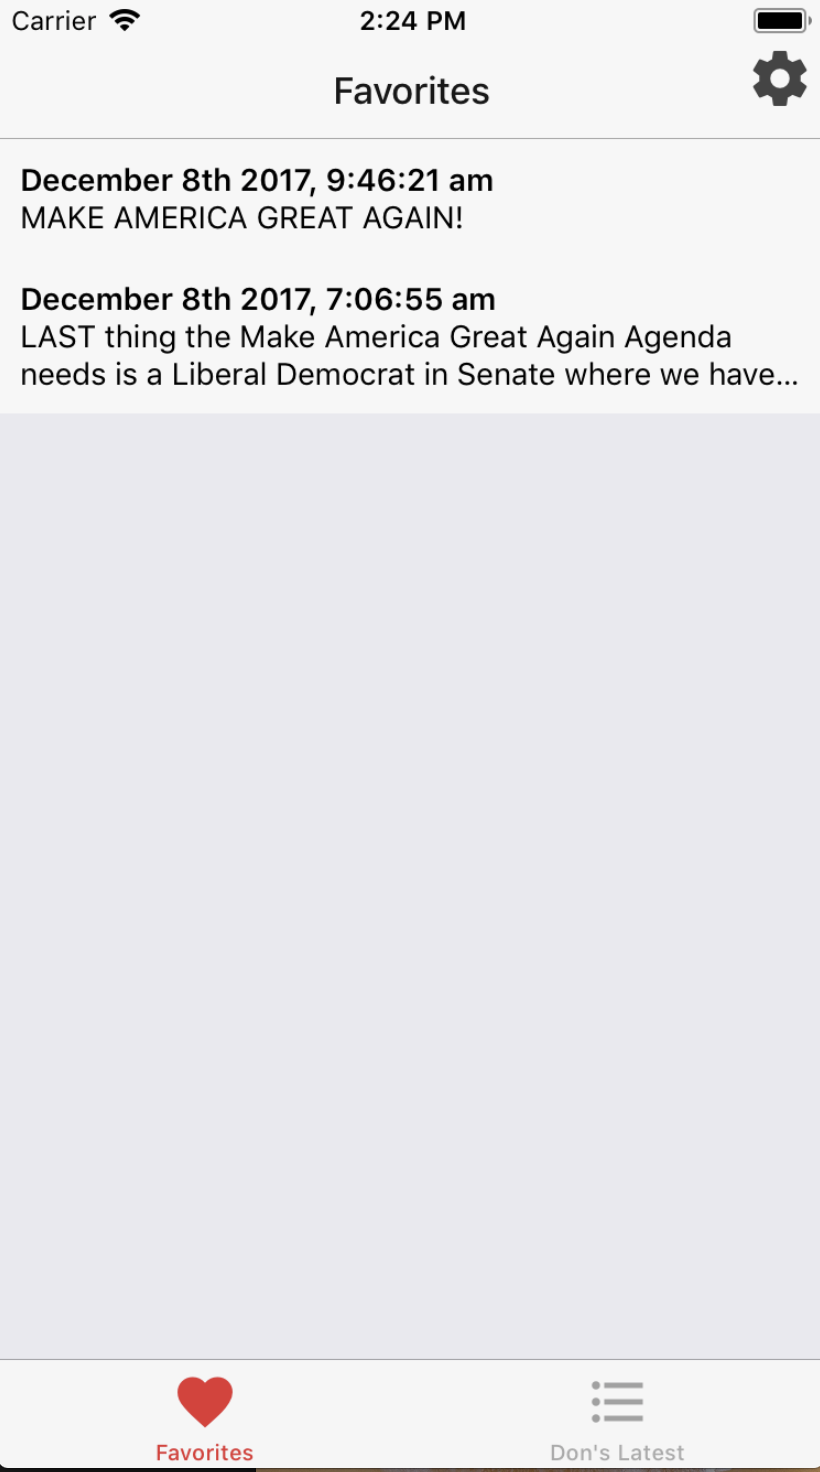 Carrier 2:24 PM
Favorites
December 8th 2017, 9:46:21 am
MAKE AMERICA GREAT AGAIN!
December 8th 2017, 7:06:55 am
LAST thing the Make America Great Again Agenda
needs is a Liberal Democrat in Senate where we have...
Favorites Don's Latest